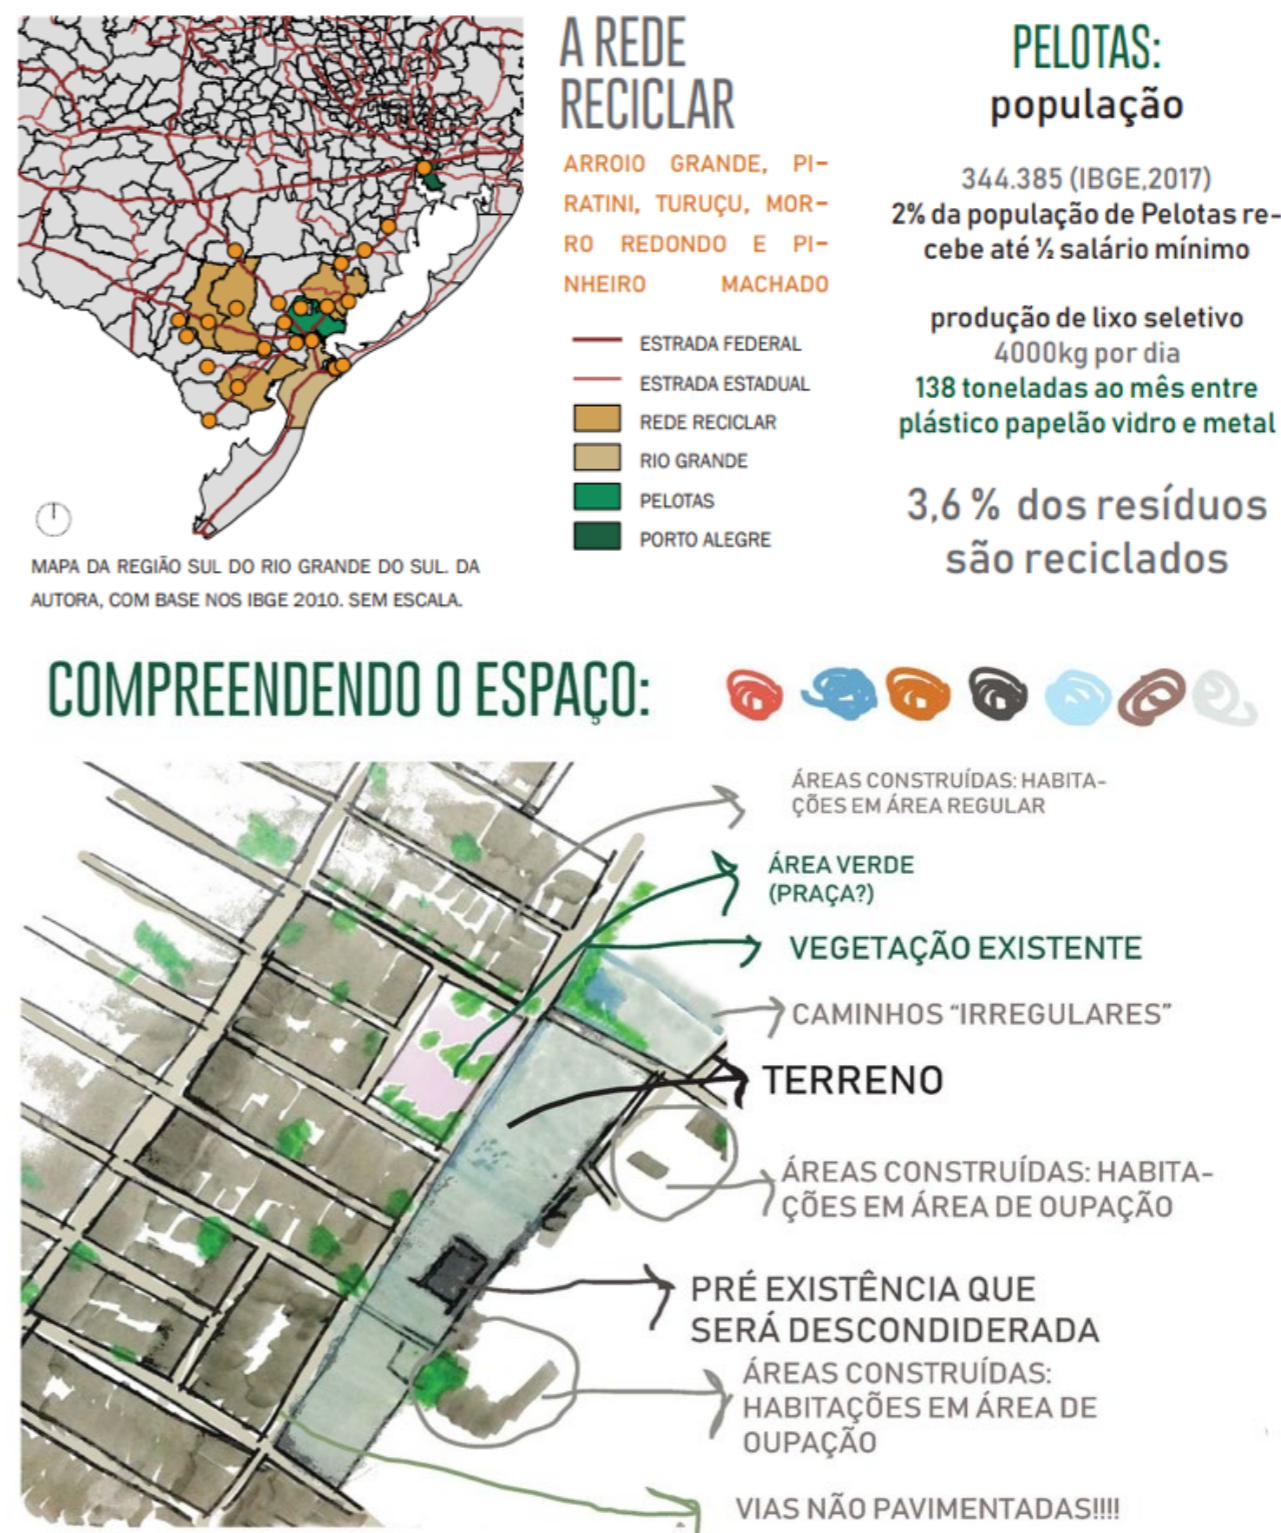 A REDE
RECICLAR
ARROIO GRANDE, PI-
RATINI, TURUÇU, MOR-
RO REDONDO E PI-
NHEIRO MACHADO
ESTRADA FEDERAL
ESTRADA ESTADUAL
REDE RECICLAR
RIO GRANDE
PELOTAS
PORTO ALEGRE
MAPA DA REGIÃO SUL DO RIO GRANDE DO SUL. DA
AUTORA, COM BASE NOS IBGE 2010. SEM ESCALA.
PELOTAS:
população
344.385 (IBGE,2017)
2% da população de Pelotas re-
cebe até ½ salário mínimo
produção de lixo seletivo
4000kg por dia
138 toneladas ao mês entre
plástico papelão vidro e metal
3,6 % dos resíduos
são reciclados
COMPREENDENDO O ESPAÇO:
ÁREAS CONSTRUÍDAS: HABITA-
ÇÕES EM ÁREA REGULAR
ÁREA VERDE
(PRAÇA?)
VEGETAÇÃO EXISTENTE
CAMINHOS “IRREGULARES”
TERRENO
ÁREAS CONSTRUÍDAS: HABITA-
ÇÕES EM ÁREA DE OUPAÇÃO
PRÉ EXISTÊNCIA QUE
SERÁ DESCONDIDERADA
ÁREAS CONSTRUÍDAS:
HABITAÇÕES EM ÁREA DE
OUPAÇÃO
VIAS NÃO PAVIMENTADAS!!!!